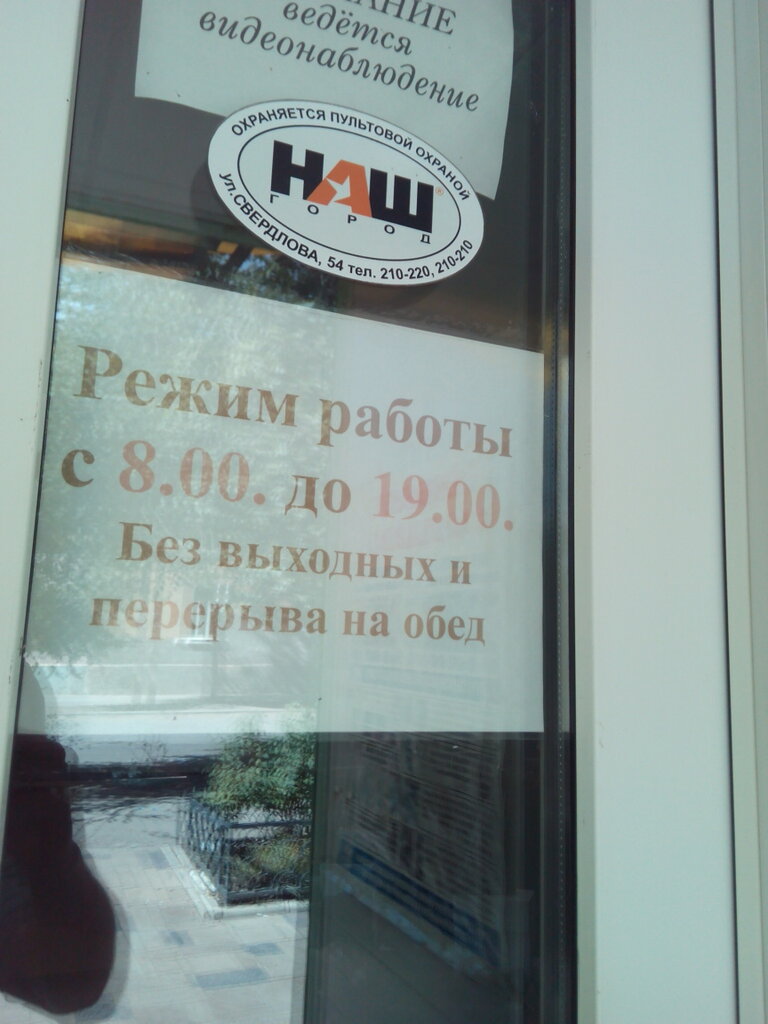 ведётся
видеонаблюдение
ОХРАНЯЕТСЯ ПУЛЬТОВОЙ ОХРАНОЙ
НАШ®
ГОРОД
УЛ.СВЕРДЛОВА, 54 тел. 210-220, 210-210
Режим работы
с 8.00. до 19.00.
Без выходных и
перерыва на обед